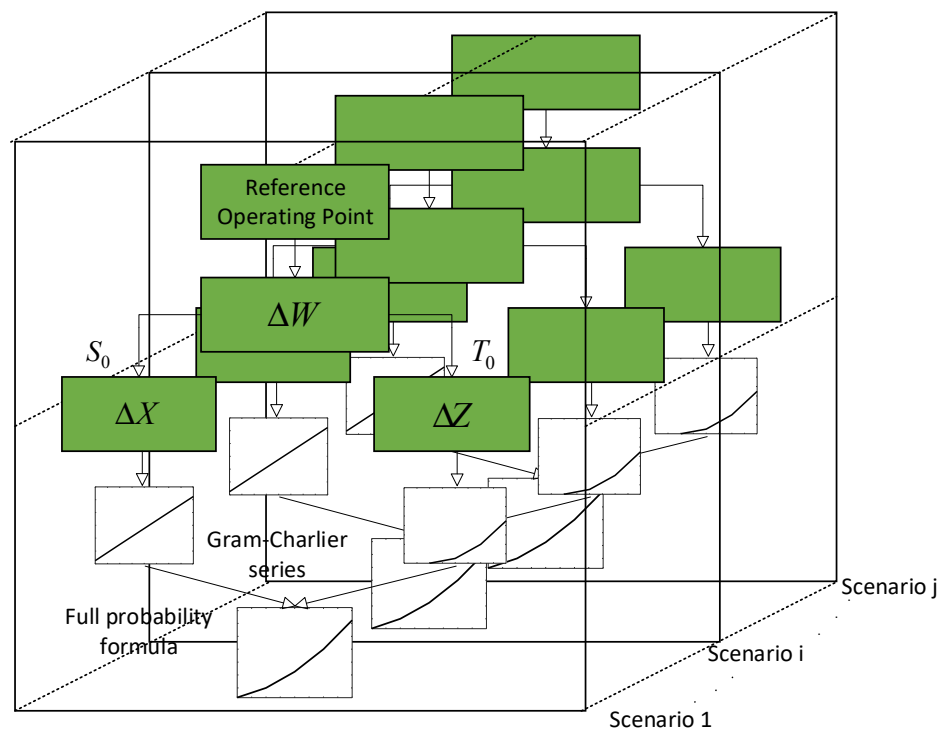 Reference
Operating Point
ΔW
S₀
T₀
ΔX
ΔZ
Gram-Charlier
series
Full probability
formula
Scenario j
Scenario i
Scenario 1